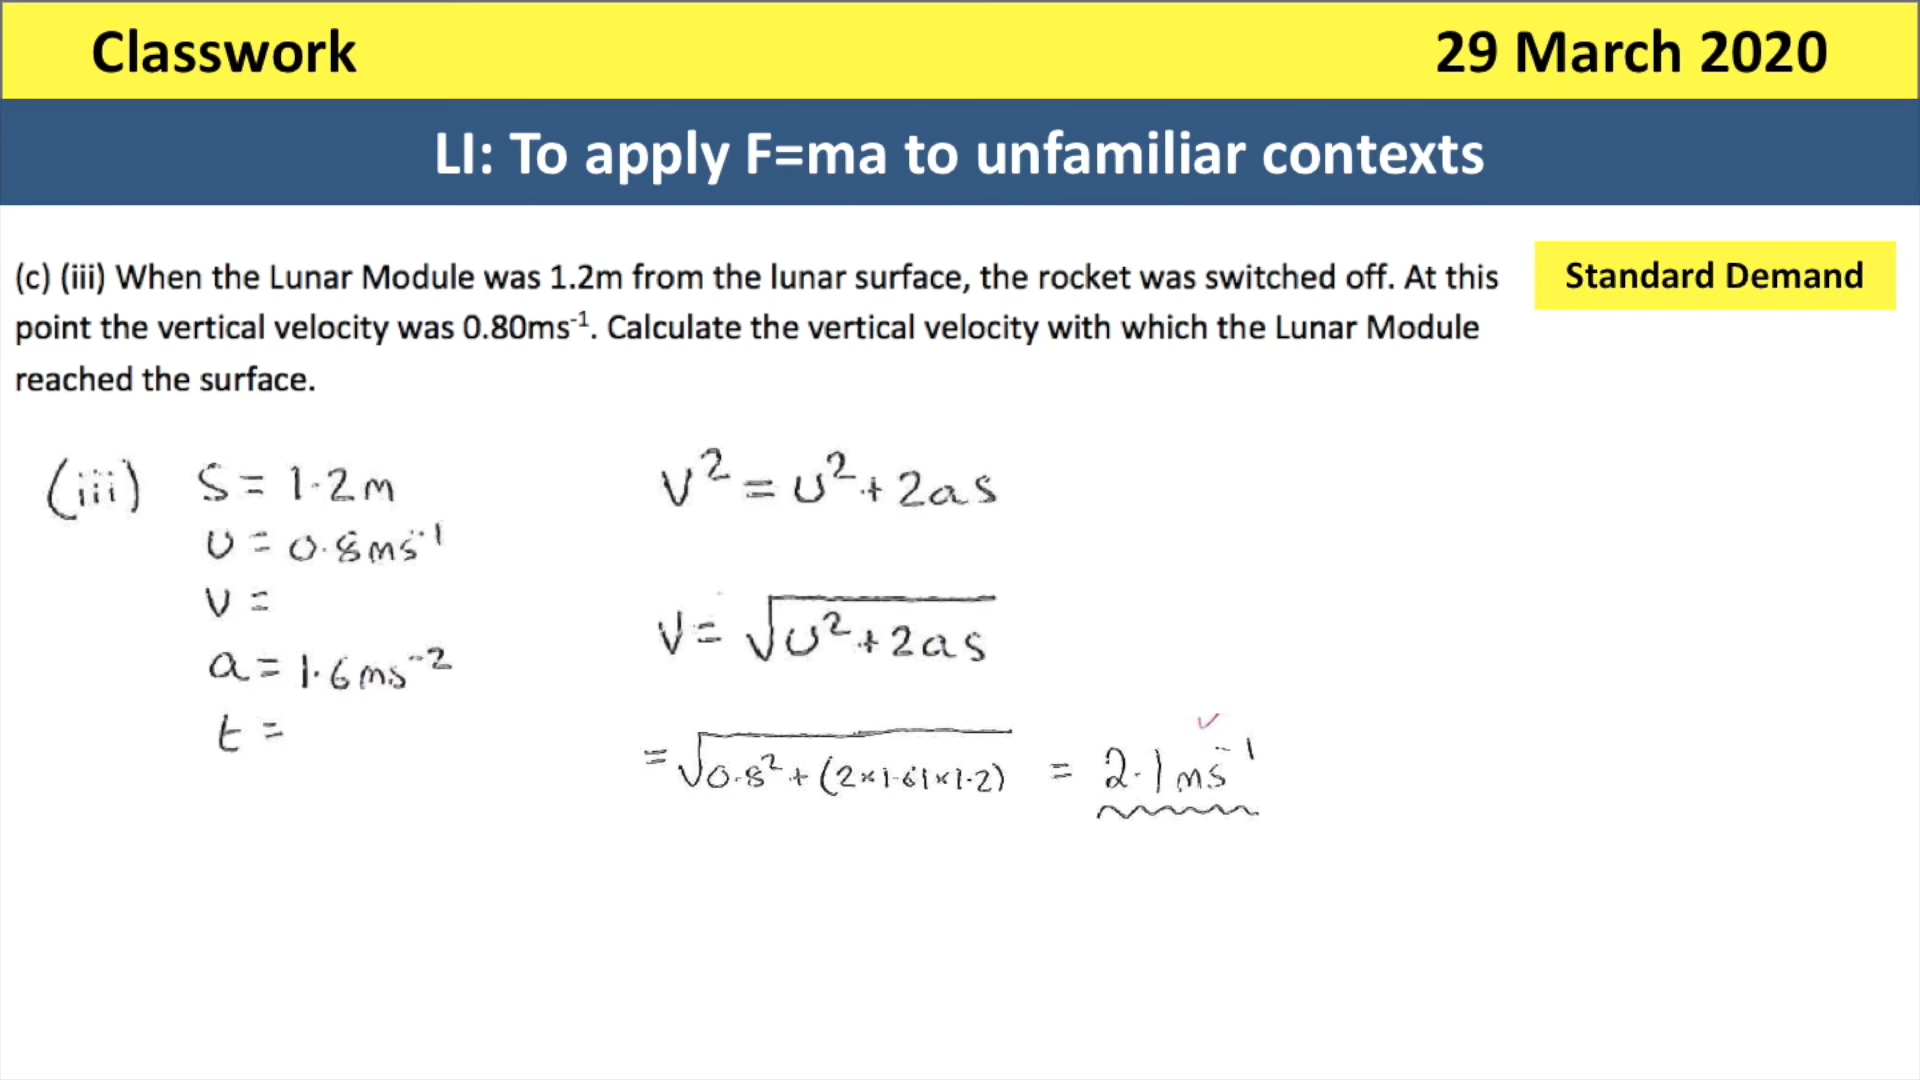 Classwork
29 March 2020
LI: To apply F=ma to unfamiliar contexts
(c) (iii) When the Lunar Module was 1.2m from the lunar surface, the rocket was switched off. At this
point the vertical velocity was 0.80ms⁻¹. Calculate the vertical velocity with which the Lunar Module
reached the surface.
Standard Demand
(iii) S = 1.2m
U = 0.8ms⁻¹
V =
a = 1.6ms⁻²
t =
V² = U² + 2as
V = √U² + 2as
= √0.8² + (2×1.61×1.2) = 2.1ms⁻¹